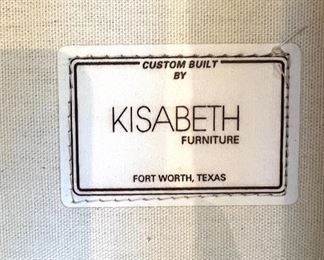 CUSTOM BUILT
BY
KISABETH
FURNITURE
FORT WORTH, TEXAS